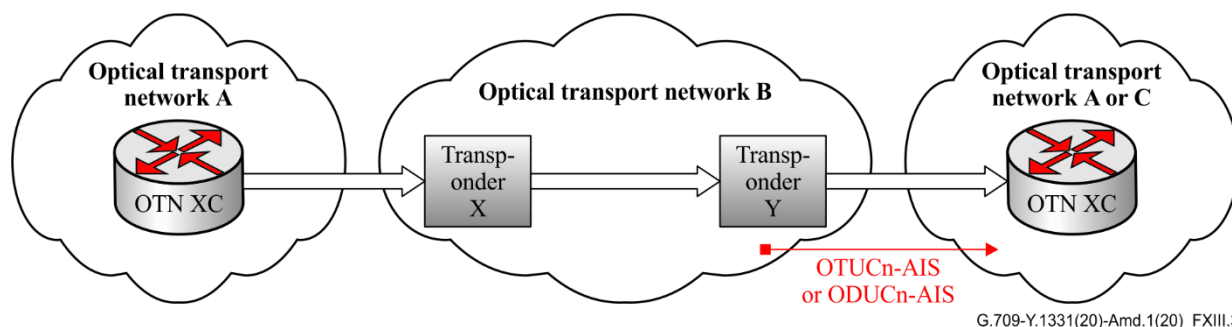 Optical transport
network A
OTN XC
Optical transport network B
Transp-
onder
X
Transp-
onder
Y
Optical transport
network A or C
OTN XC
OTUCn-AIS
or ODUCn-AIS
G.709-Y.1331(20)-Amd.1(20)_FXIII.